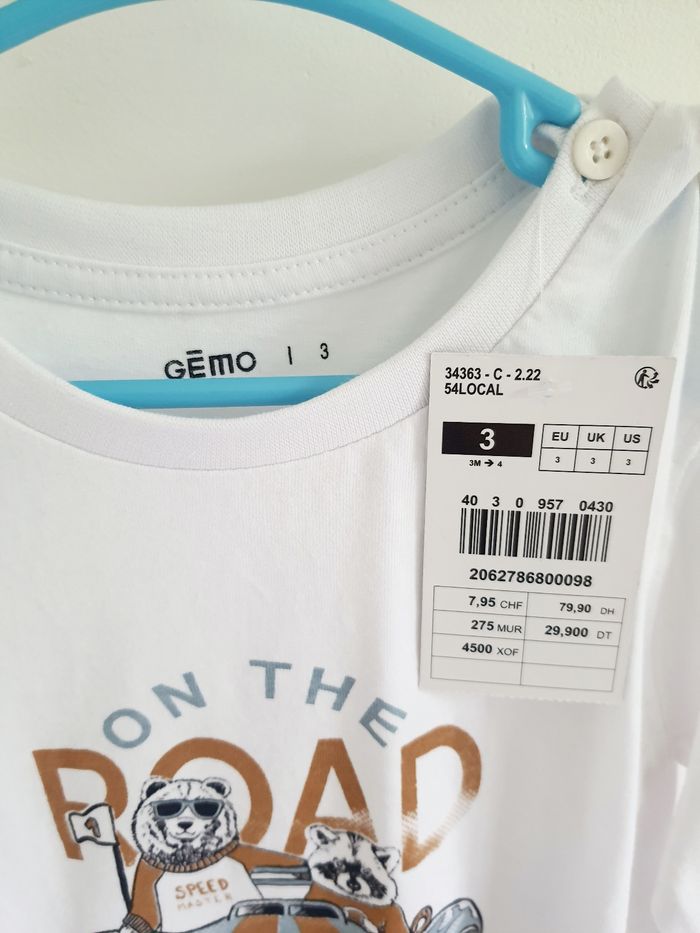 GĒMO | 3
34363 - C - 2.22
54LOCAL
3
3M ➔ 4
EU UK US
3 3 3
40 3 0 957 0430
2062786800098
7,95 CHF 79,90 DH
275 MUR 29,900 DT
4500 XOF
ON THE
ROAD
1
SPEED
MASTER